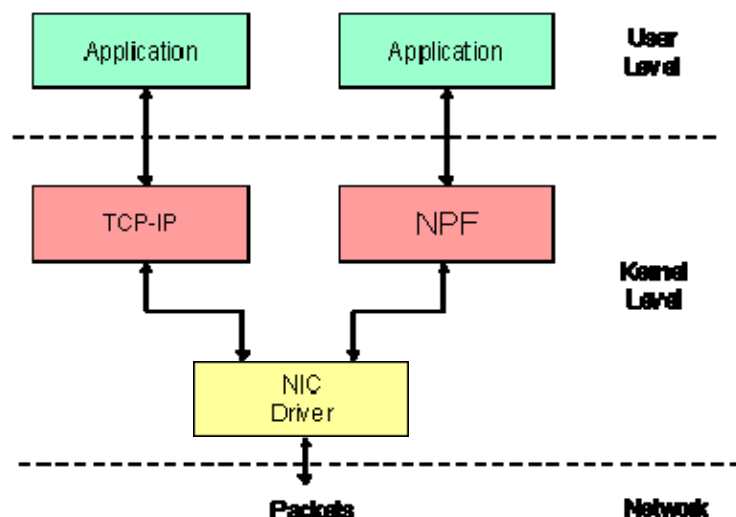 Application
Application
User
Level
TCP-IP
NPF
Kernel
Level
NIC
Driver
Packets
Network